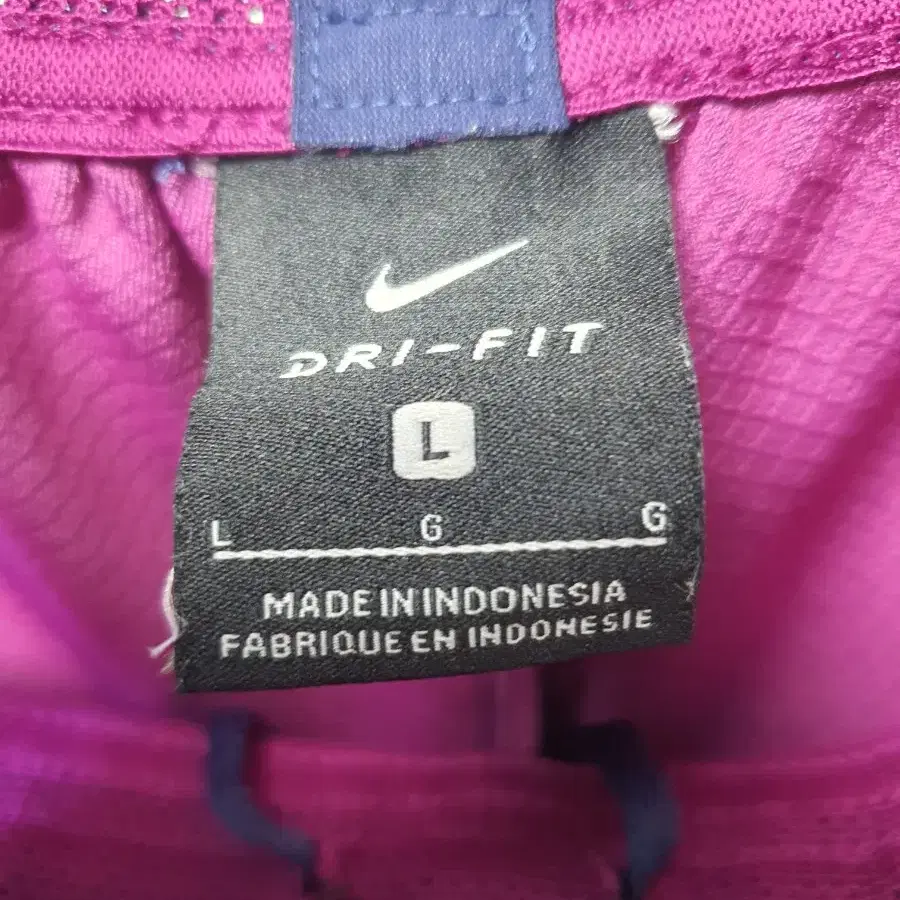 DRI-FIT
L
L G G
MADE IN INDONESIA
FABRIQUE EN INDONESIE